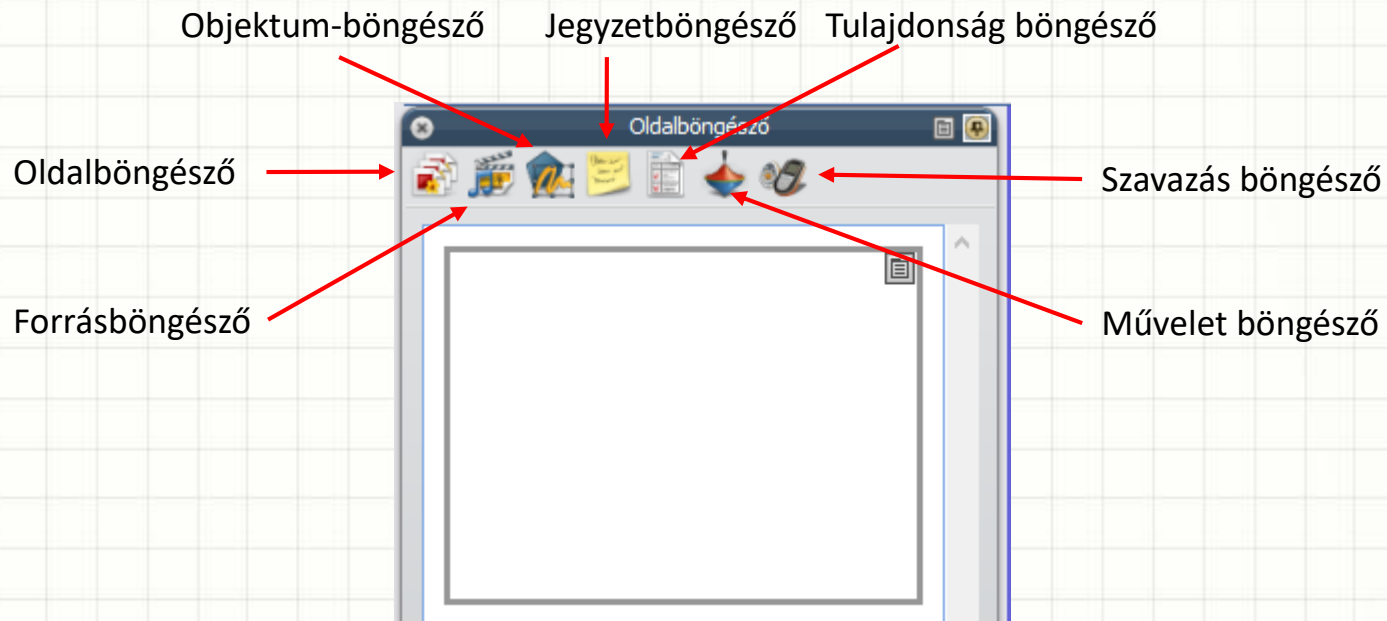 Objektum-böngésző
Jegyzetböngésző
Tulajdonság böngésző
Oldalböngésző
Oldalböngésző
Szavazás böngésző
Forrásböngésző
Művelet böngésző